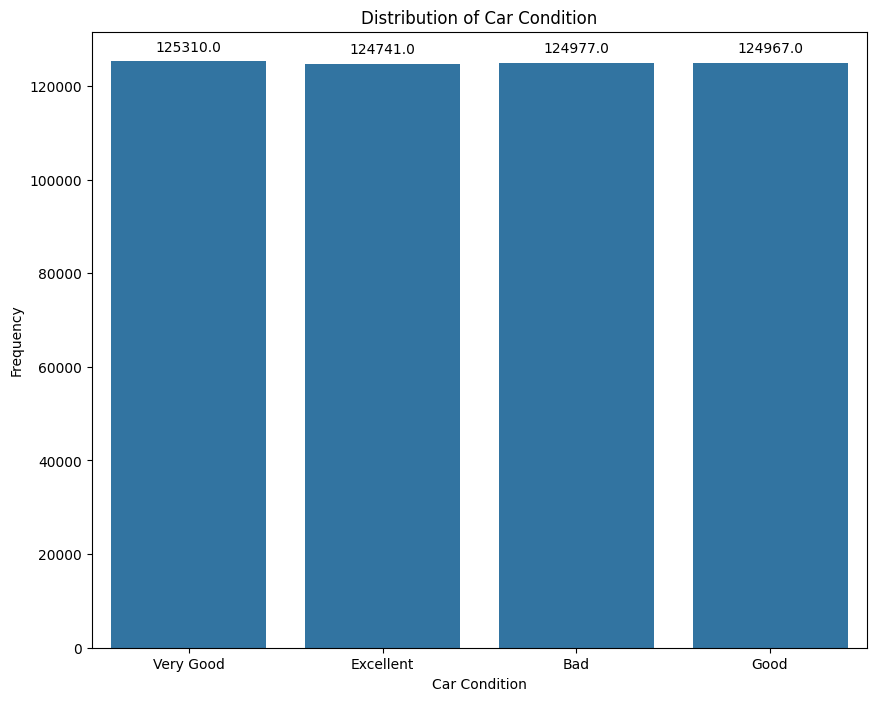 Distribution of Car Condition
125310.0
124741.0
124977.0
124967.0
120000
100000
80000
60000
40000
20000
0
Frequency
Very Good
Excellent
Bad
Good
Car Condition